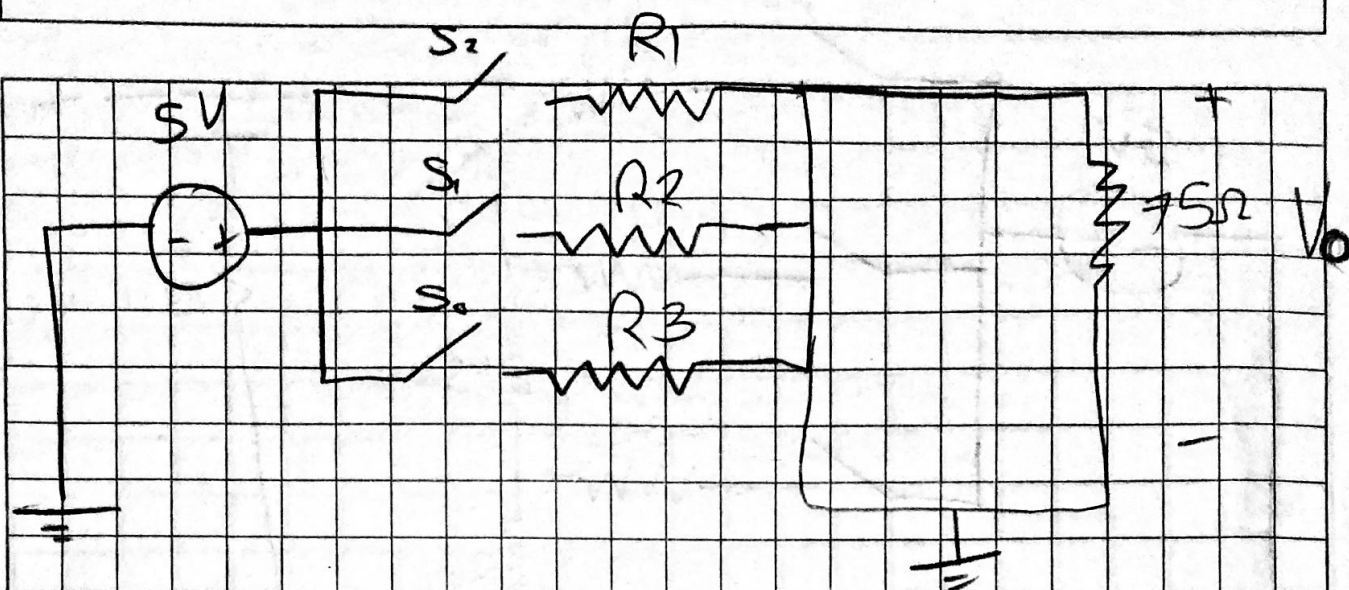 S2 R1
5V
S1 R2
- +
S0 R3
+
75Ω Vo
-